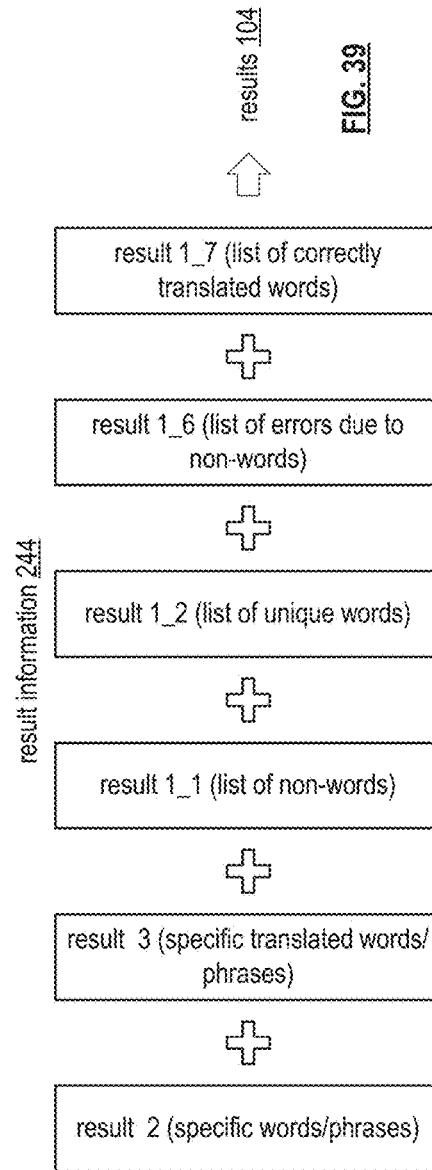 result information 244
result 2 (specific words/phrases)
result 3 (specific translated words/
phrases)
result 1_1 (list of non-words)
result 1_2 (list of unique words)
result 1_6 (list of errors due to
non-words)
result 1_7 (list of correctly
translated words)
results 104
FIG. 39